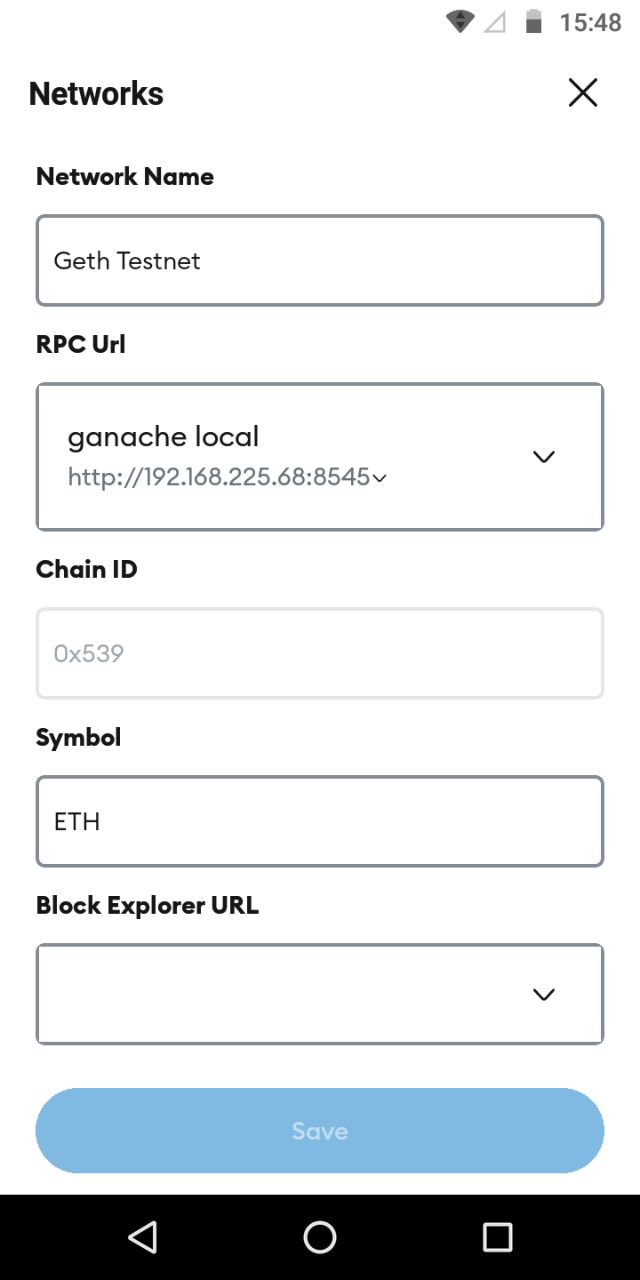 15:48
Networks
Network Name
Geth Testnet
RPC Url
ganache local
http://192.168.225.68:8545
Chain ID
0x539
Symbol
ETH
Block Explorer URL
Save